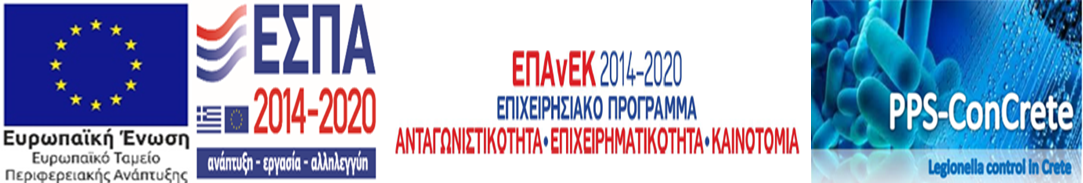 Ευρωπαϊκή Ένωση
Ευρωπαϊκό Ταμείο
Περιφερειακής Ανάπτυξης
ΕΣΠΑ
2014-2020
ανάπτυξη - εργασία - αλληλεγγύη
ΕΠΑνΕΚ 2014-2020
ΕΠΙΧΕΙΡΗΣΙΑΚΟ ΠΡΟΓΡΑΜΜΑ
ΑΝΤΑΓΩΝΙΣΤΙΚΟΤΗΤΑ • ΕΠΙΧΕΙΡΗΜΑΤΙΚΟΤΗΤΑ • ΚΑΙΝΟΤΟΜΙΑ
PPS-ConCrete
Legionella control in Crete